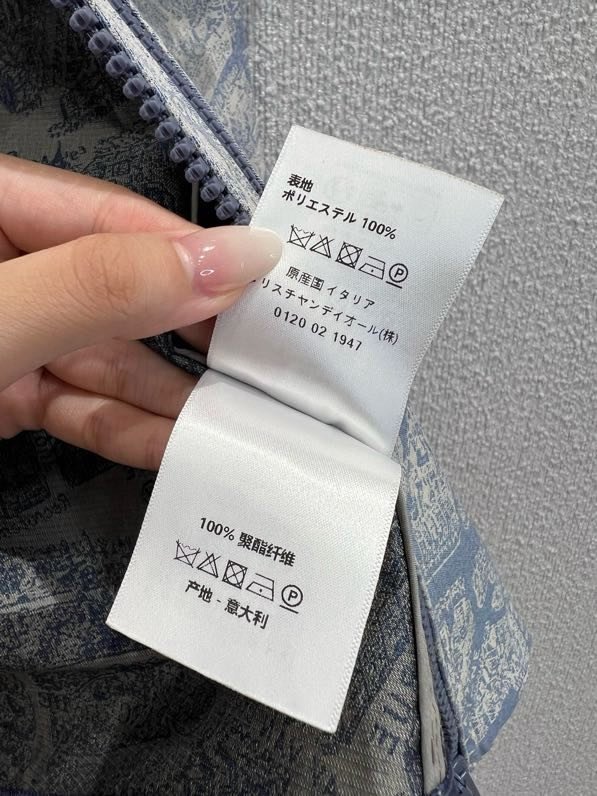 表地
ポリエステル 100%
P
原産国 イタリア
リスチャンディオール(株)
0120 02 1947
100% 聚酯纤维
P
产地 - 意大利